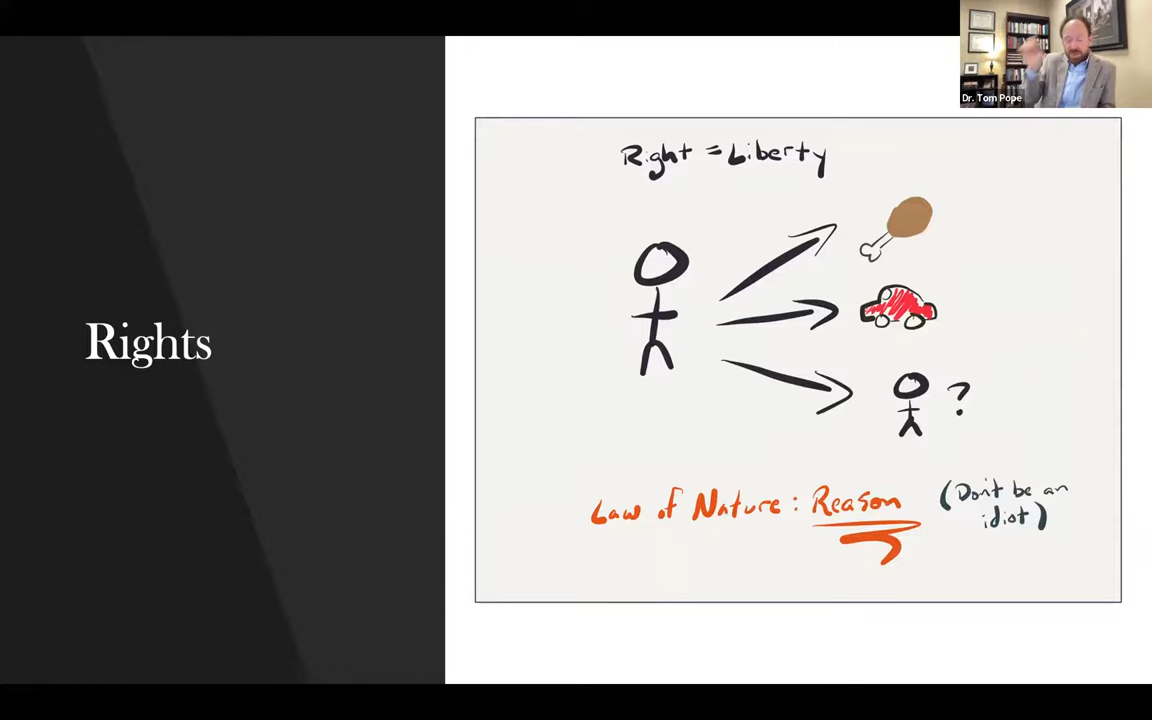 Dr. Tom Pope
Rights
Right = Liberty
?
Law of Nature : Reason
(Don't be an
idiot)